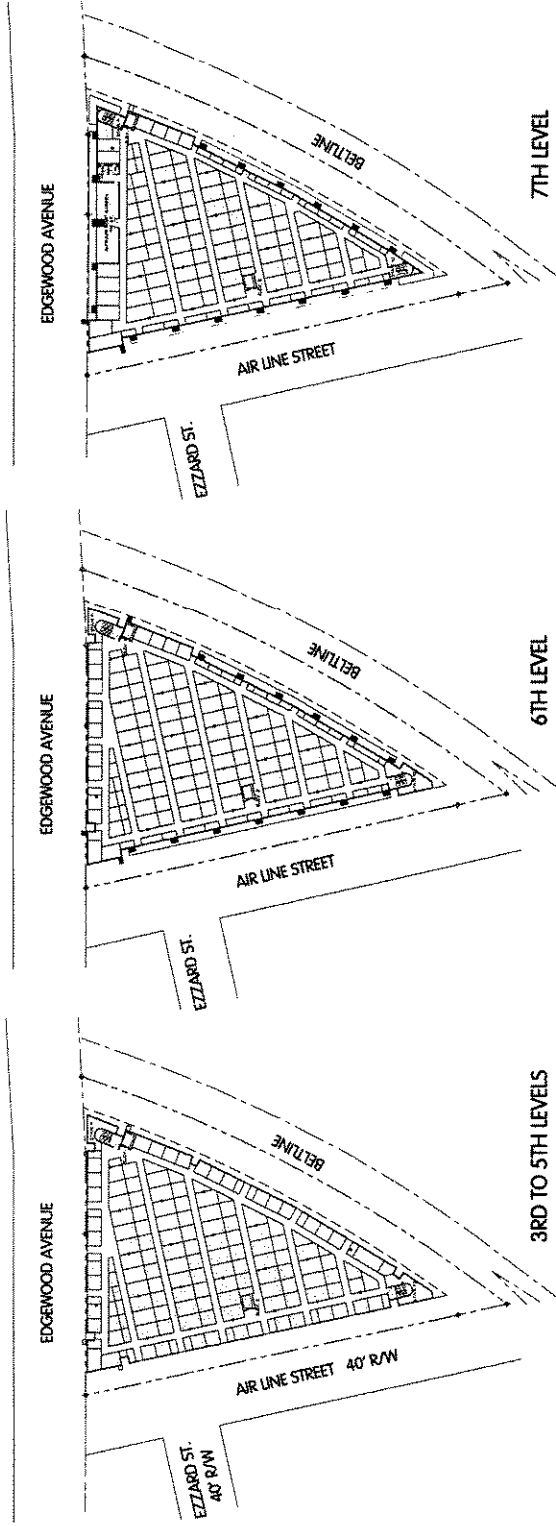 EDGEWOOD AVENUE
BELTLINE
AIR LINE STREET
EZZARD ST.
7TH LEVEL
EDGEWOOD AVENUE
BELTLINE
AIR LINE STREET
EZZARD ST.
6TH LEVEL
EDGEWOOD AVENUE
BELTLINE
AIR LINE STREET 40' R/W
EZZARD ST.
40' R/W
3RD TO 5TH LEVELS